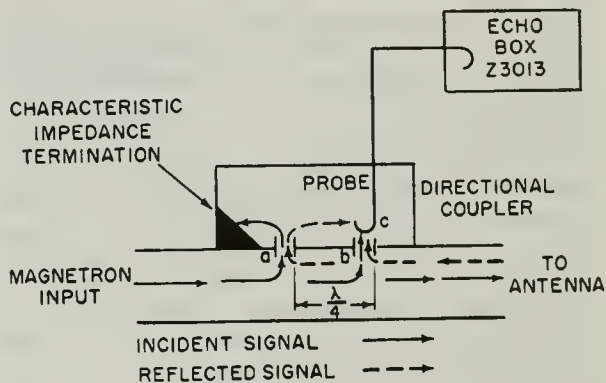 ECHO
BOX
Z3013
CHARACTERISTIC
IMPEDANCE
TERMINATION
PROBE
DIRECTIONAL
COUPLER
a
b
c
MAGNETRON
INPUT
λ
4
TO
ANTENNA
INCIDENT SIGNAL
REFLECTED SIGNAL